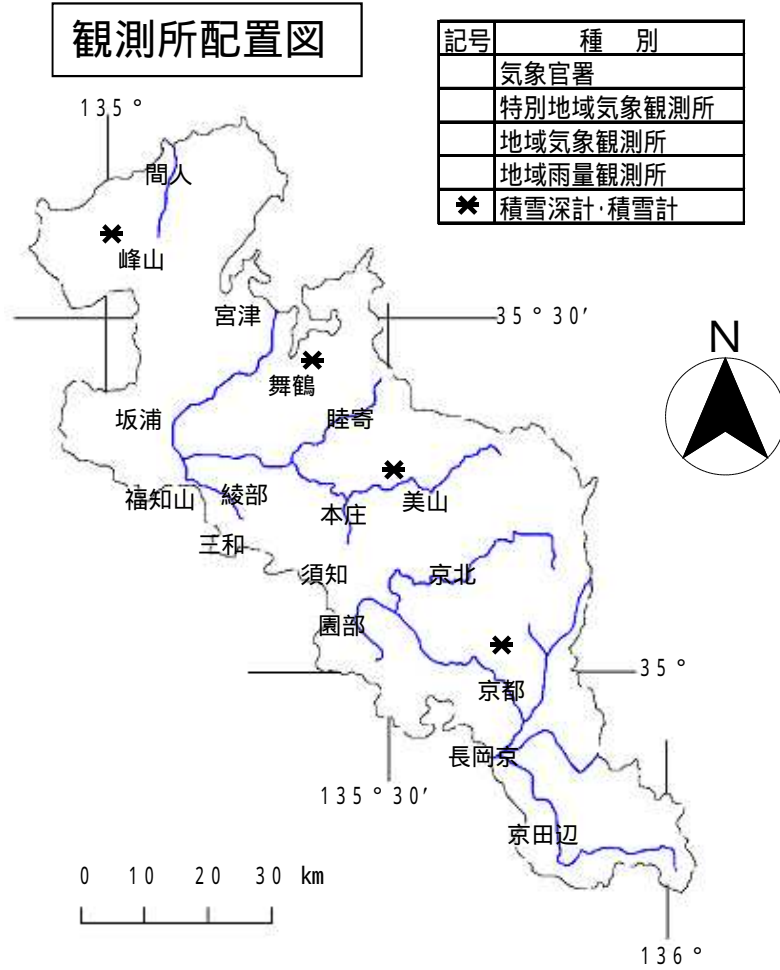 観測所配置図
記号 種 別
気象官署
特別地域気象観測所
地域気象観測所
地域雨量観測所
積雪深計・積雪計
135°
間人
峰山
宮津
35°30′
N
舞鶴
坂浦
睦寄
福知山
綾部
本庄
美山
三和
須知
京北
園部
京都
35°
長岡京
135°30′
京田辺
0 10 20 30 km
136°